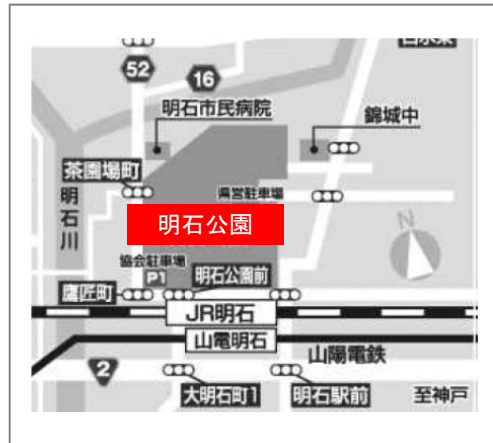 52
16
明石市民病院
錦城中
茶園場町
明石川
県営駐車場
明石公園
N
協会駐車場
P1
明石公園前
鷹匠町
JR明石
山電明石
山陽電鉄
2
大明石町1
明石駅前
至神戸